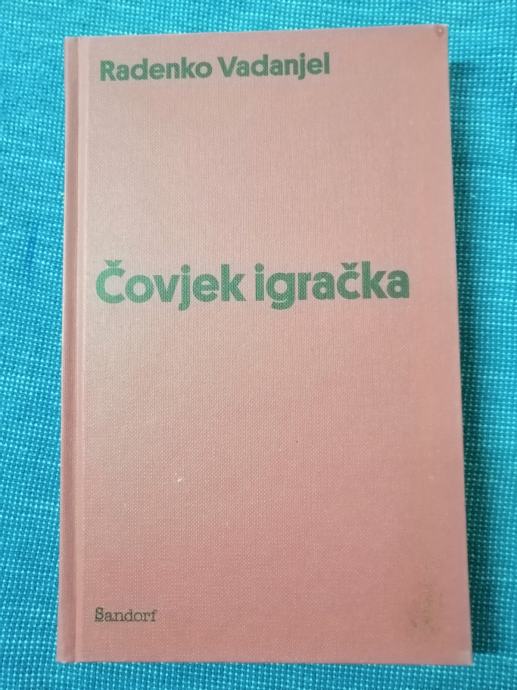 Radenko Vadanjel
Čovjek igračka
Sandorf